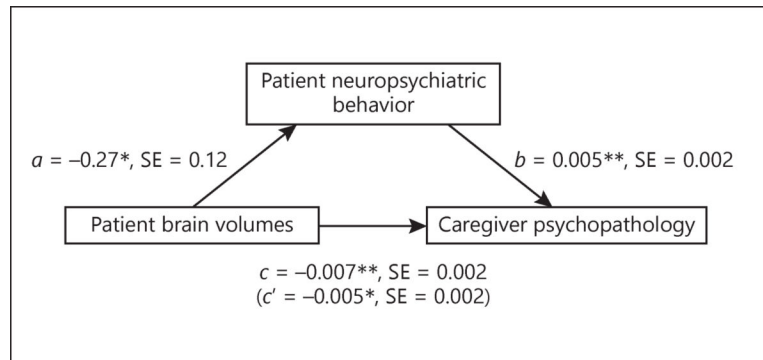 Patient neuropsychiatric
behavior
a = –0.27*, SE = 0.12
b = 0.005**, SE = 0.002
Patient brain volumes
Caregiver psychopathology
c = –0.007**, SE = 0.002
(c′ = –0.005*, SE = 0.002)